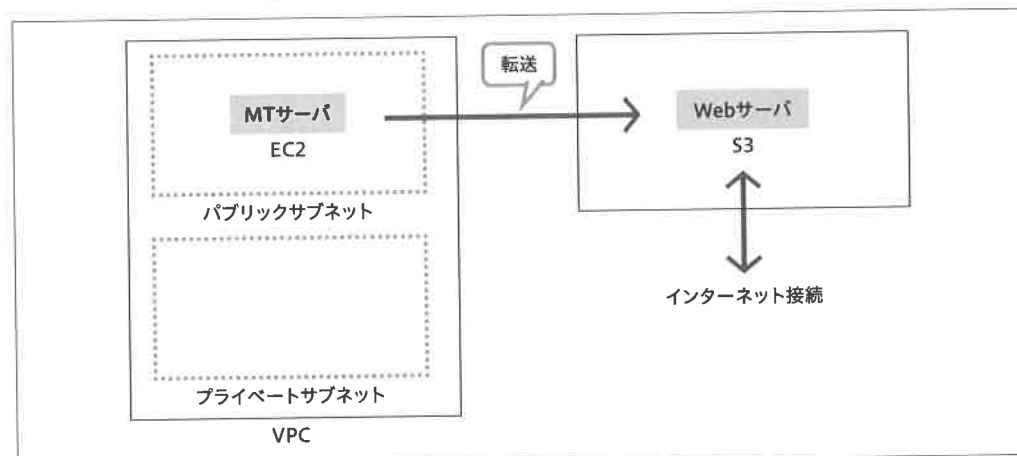 転送
MTサーバ
EC2
パブリックサブネット
プライベートサブネット
VPC
Webサーバ
S3
インターネット接続